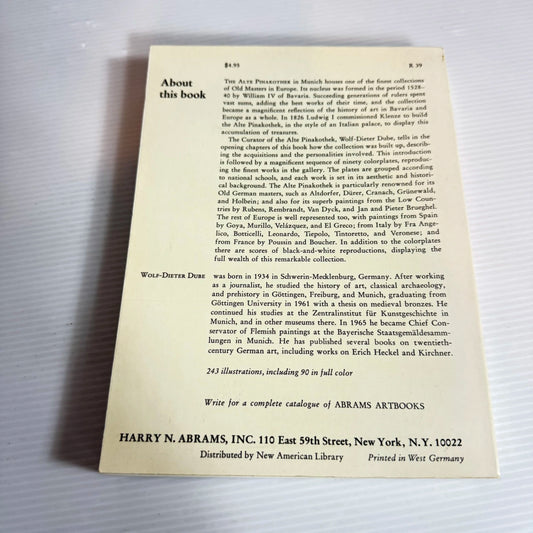 $4.95 R 39
About
this book
THE ALTE PINAKOTHEK in Munich houses one of the finest collections
of Old Masters in Europe. Its nucleus was formed in the period 1528–
40 by William IV of Bavaria. Succeeding generations of rulers spent
vast sums, adding the best works of their time, and the collection
became a magnificent reflection of the history of art in Bavaria and
Europe as a whole. In 1826 Ludwig I commissioned Klenze to build
the Alte Pinakothek, in the style of an Italian palace, to display this
accumulation of treasures.
The Curator of the Alte Pinakothek, Wolf-Dieter Dube, tells in the
opening chapters of this book how the collection was built up, describ-
ing the acquisitions and the personalities involved. This introduction
is followed by a magnificent sequence of ninety colorplates, reproduc-
ing the finest works in the gallery. The plates are grouped according
to national schools, and each work is set in its aesthetic and histori-
cal background. The Alte Pinakothek is particularly renowned for its
Old German masters, such as Altdorfer, Dürer, Cranach, Grünewald,
and Holbein; and also for its superb paintings from the Low Coun-
tries by Rubens, Rembrandt, Van Dyck, and Jan and Pieter Brueghel.
The rest of Europe is well represented too, with paintings from Spain
by Goya, Murillo, Velázquez, and El Greco; from Italy by Fra Ange-
lico, Botticelli, Leonardo, Tiepolo, Tintoretto, and Veronese; and
from France by Poussin and Boucher. In addition to the colorplates
there are scores of black-and-white reproductions, displaying the
full wealth of this remarkable collection.
WOLF-DIETER DUBE was born in 1934 in Schwerin-Mecklenburg, Germany. After working
as a journalist, he studied the history of art, classical archaeology,
and prehistory in Göttingen, Freiburg, and Munich, graduating from
Göttingen University in 1961 with a thesis on medieval bronzes. He
continued his studies at the Zentralinstitut für Kunstgeschichte in
Munich, and in other museums there. In 1965 he became Chief Con-
servator of Flemish paintings at the Bayerische Staatsgemäldesamm-
lungen in Munich. He has published several books on twentieth-
century German art, including works on Erich Heckel and Kirchner.
243 illustrations, including 90 in full color
Write for a complete catalogue of ABRAMS ARTBOOKS
HARRY N. ABRAMS, INC. 110 East 59th Street, New York, N.Y. 10022
Distributed by New American Library Printed in West Germany